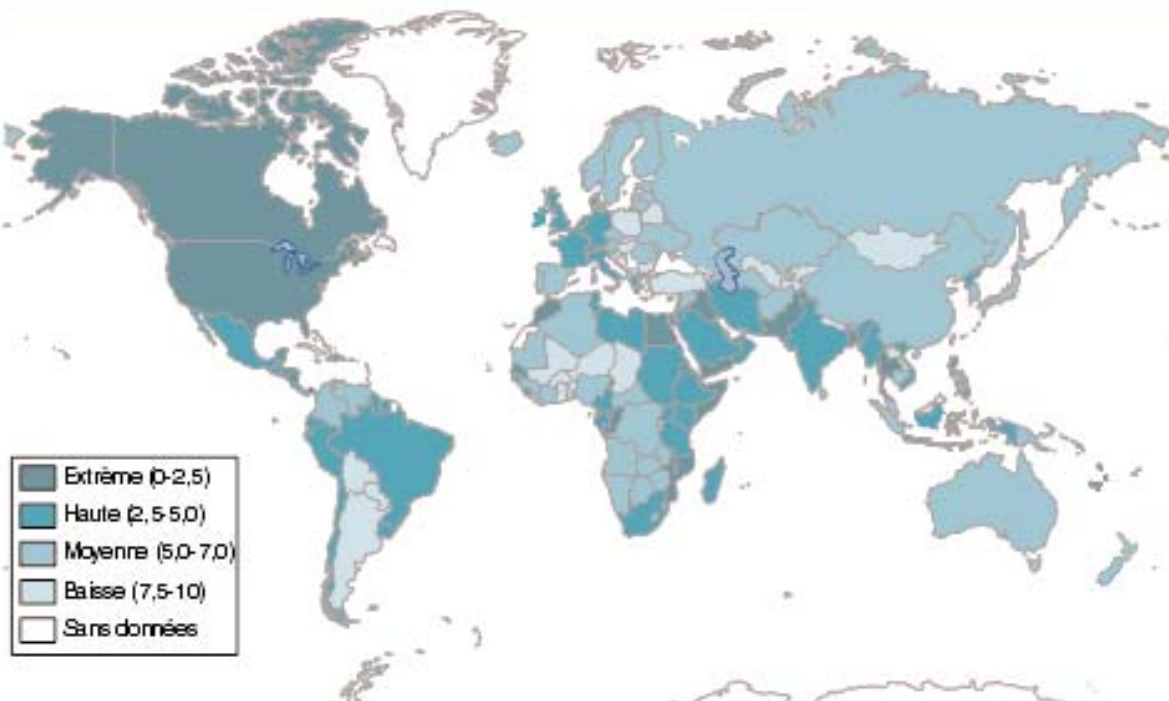 Extrème (0-2,5)
Haute (2,5-5,0)
Moyenne (5,0-7,0)
Baisse (7,5-10)
Sans données